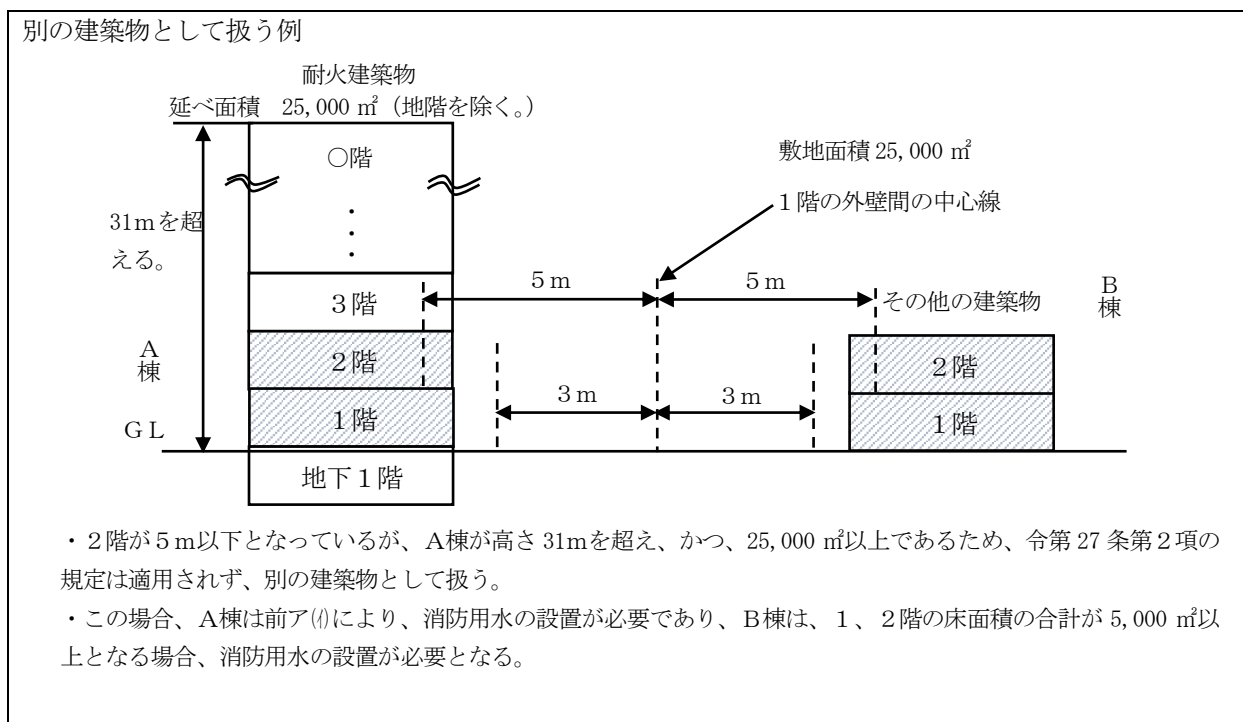 別の建築物として扱う例
耐火建築物
延べ面積 25,000 ㎡（地階を除く。）
○階
・
・
・
31mを超
える。
敷地面積 25,000 ㎡
１階の外壁間の中心線
５m
５m
３階
その他の建築物
B棟
A棟
２階
２階
３m
３m
GL
１階
１階
地下１階
・２階が５m以下となっているが、A棟が高さ 31mを超え、かつ、25,000 ㎡以上であるため、令第 27 条第２項の
規定は適用されず、別の建築物として扱う。
・この場合、A棟は前ア(ｲ)により、消防用水の設置が必要であり、B棟は、１、２階の床面積の合計が 5,000 ㎡以
上となる場合、消防用水の設置が必要となる。